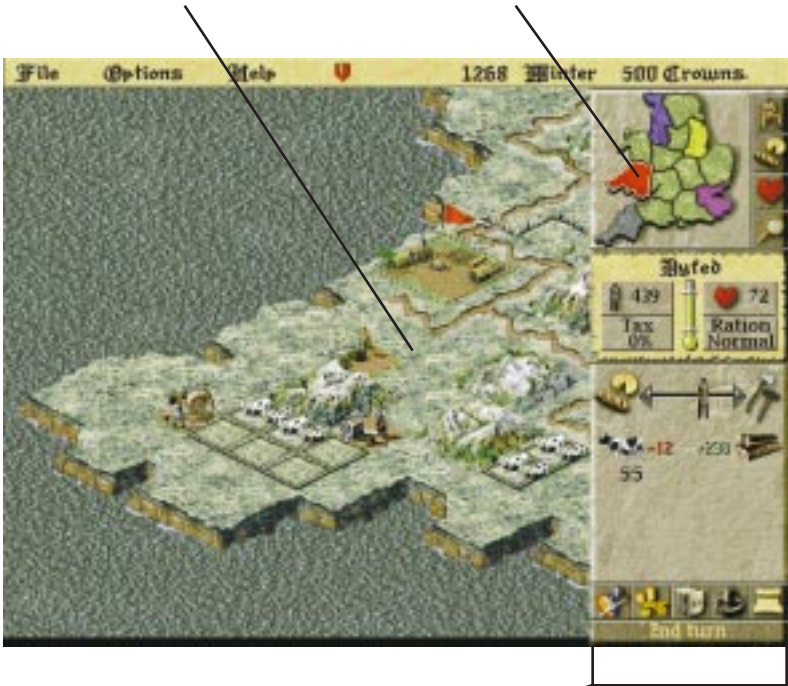 File Options Help 1268 Winter 500 Crowns
Dyfed
439 72
Tax 0% Ration Normal
-12 +230
55
End turn